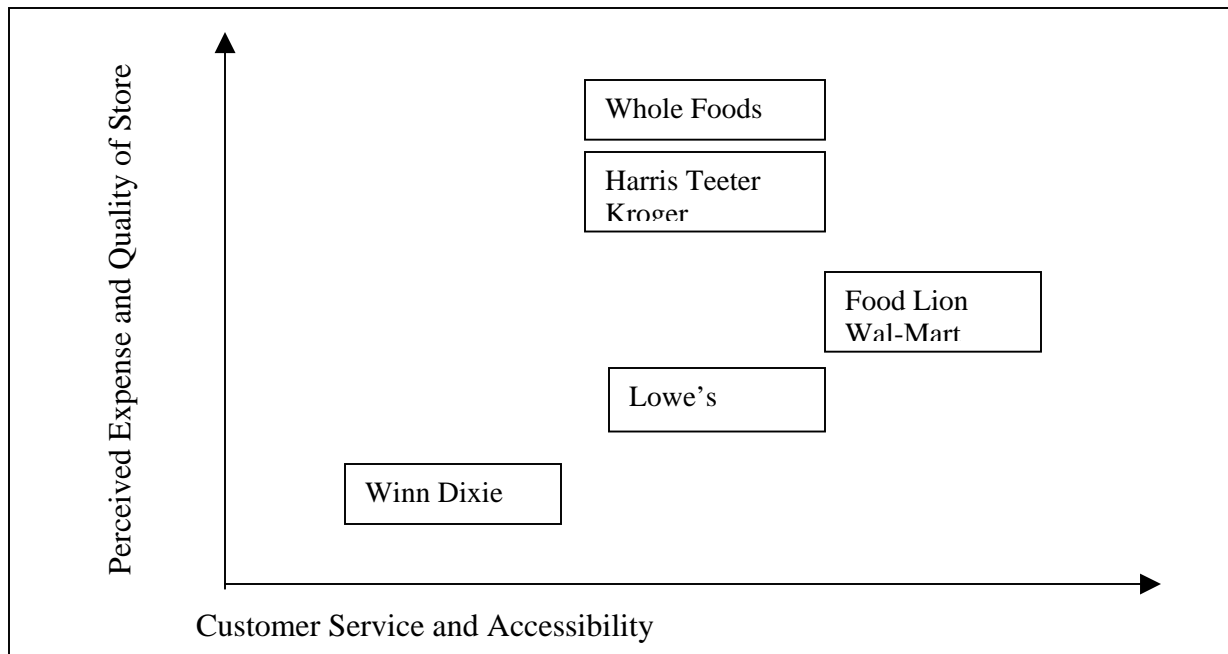 Perceived Expense and Quality of Store
Whole Foods
Harris Teeter
Kroger
Food Lion
Wal-Mart
Lowe’s
Winn Dixie
Customer Service and Accessibility